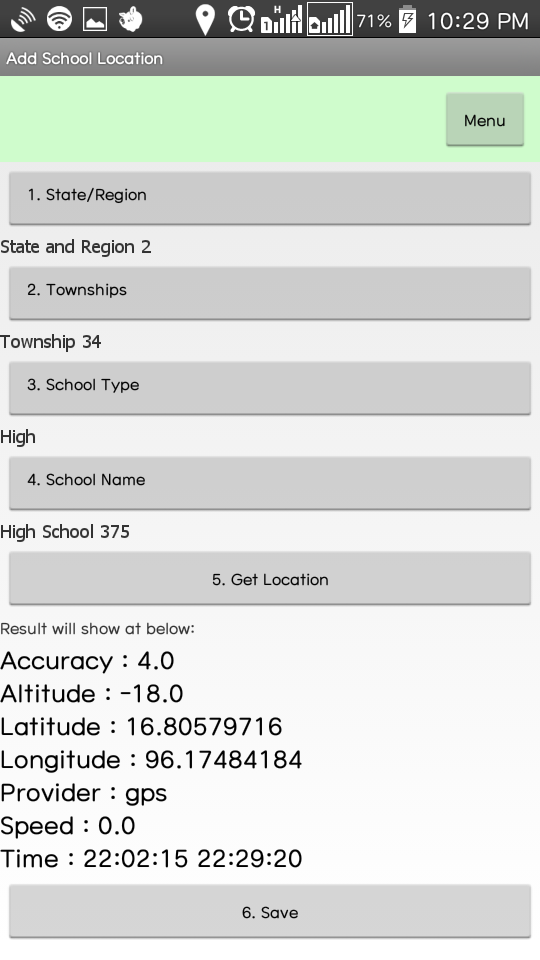 H 71% 10:29 PM
Add School Location
Menu
1. State/Region
State and Region 2
2. Townships
Township 34
3. School Type
High
4. School Name
High School 375
5. Get Location
Result will show at below:
Accuracy : 4.0
Altitude : -18.0
Latitude : 16.80579716
Longitude : 96.17484184
Provider : gps
Speed : 0.0
Time : 22:02:15 22:29:20
6. Save